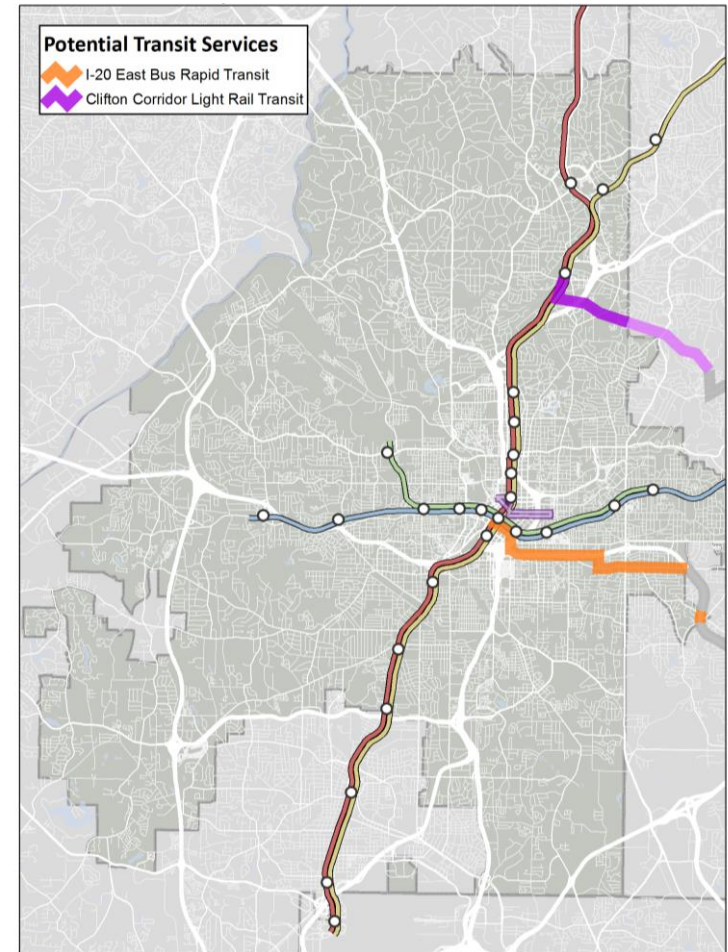 Potential Transit Services
I-20 East Bus Rapid Transit
Clifton Corridor Light Rail Transit